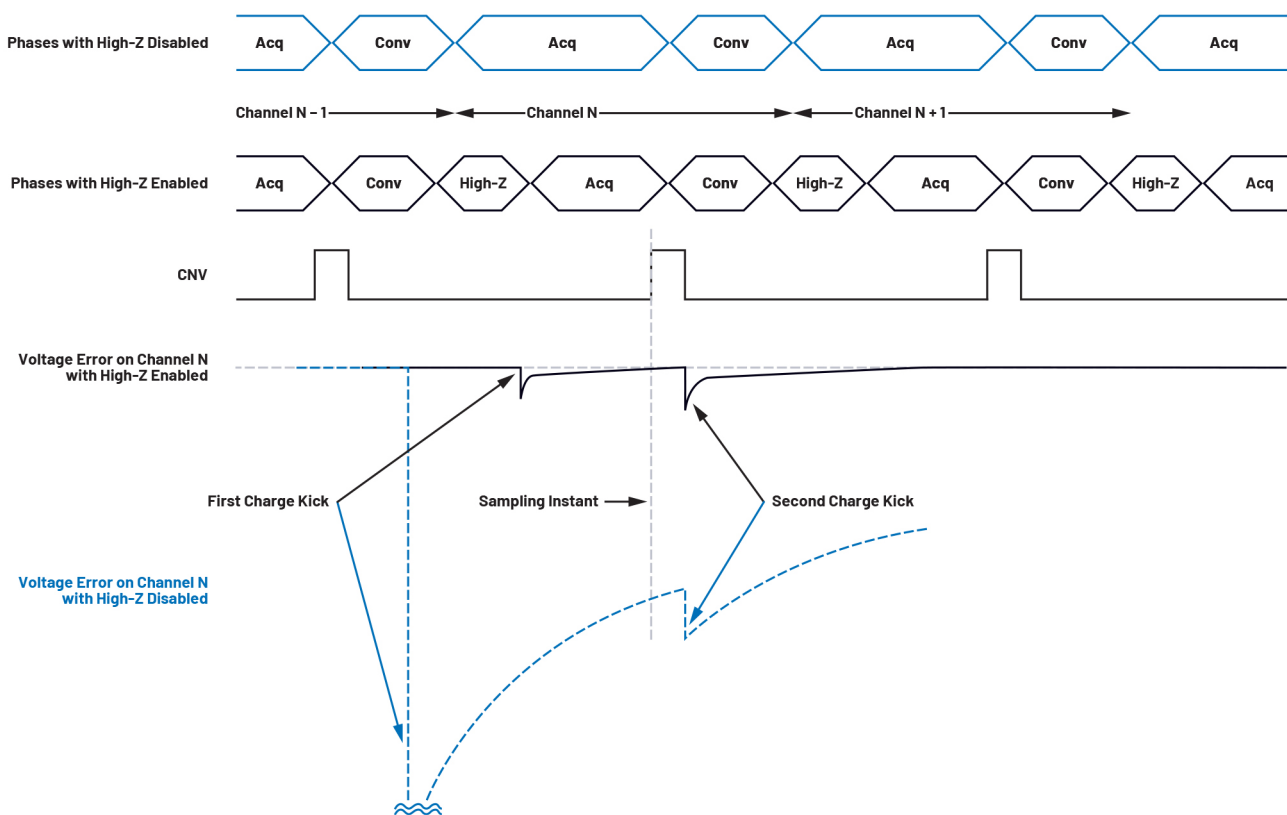 Phases with High-Z Disabled
Acq
Conv
Acq
Conv
Acq
Conv
Acq
Channel N – 1
Channel N
Channel N + 1
Phases with High-Z Enabled
Acq
Conv
High-Z
Acq
Conv
High-Z
Acq
Conv
High-Z
Acq
CNV
Voltage Error on Channel N
with High-Z Enabled
First Charge Kick
Sampling Instant
Second Charge Kick
Voltage Error on Channel N
with High-Z Disabled